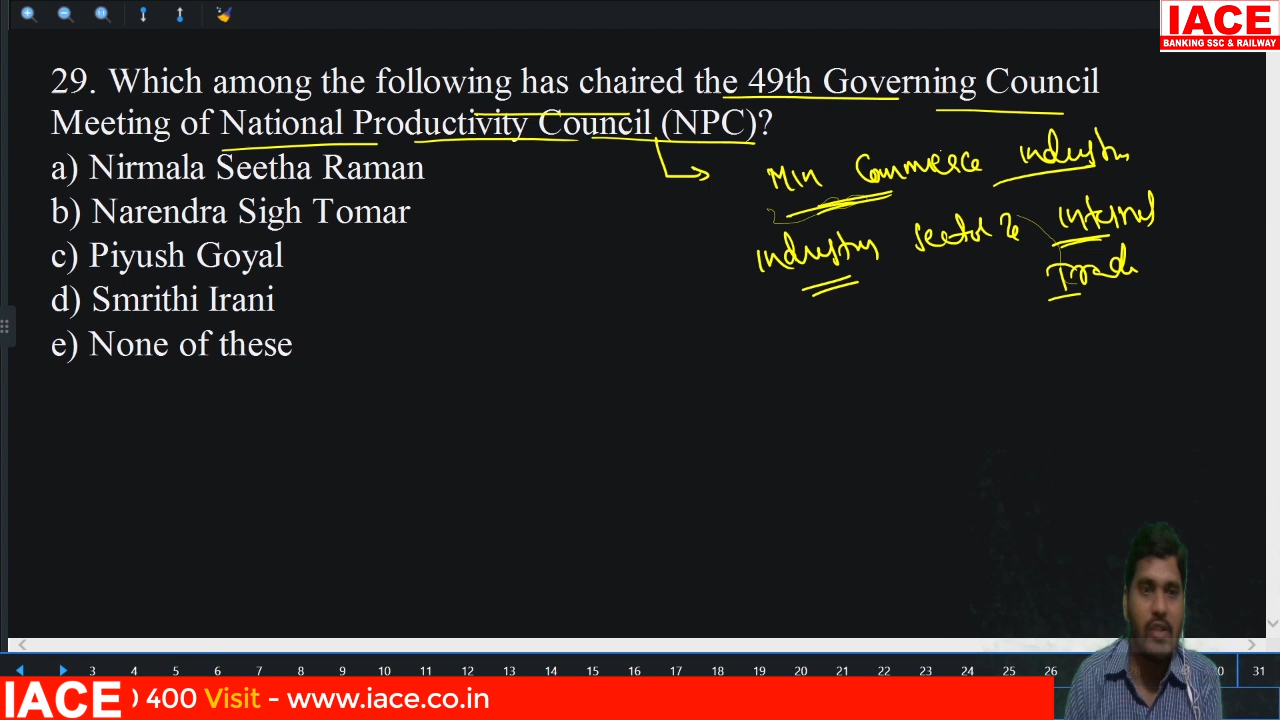 IACE
BANKING SSC & RAILWAY
29. Which among the following has chaired the 49th Governing Council
Meeting of National Productivity Council (NPC)?
a) Nirmala Seetha Raman
b) Narendra Sigh Tomar
c) Piyush Goyal
d) Smrithi Irani
e) None of these
Min Commerce industry
industry sector & internal
Trade
3 4 5 6 7 8 9 10 11 12 13 14 15 16 17 18 19 20 21 22 23 24 25 26 31
IACE ) 400 Visit - www.iace.co.in